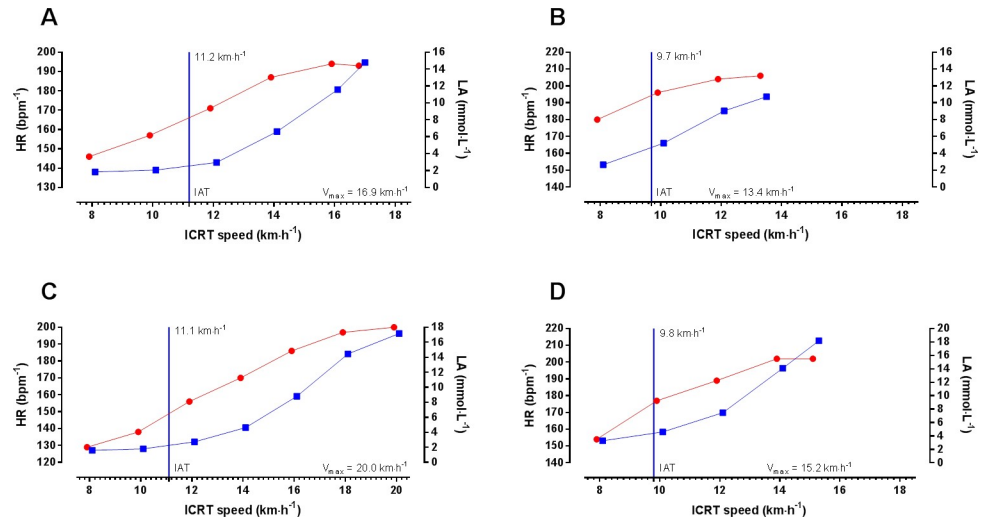 A
11.2 km·h-1
HR (bpm-1)
200
190
180
170
160
150
140
130
16
14
12
10
8
6
4
2
0
LA (mmol·L-1)
IAT
Vmax = 16.9 km·h-1
8 10 12 14 16 18
ICRT speed (km·h-1)
B
9.7 km·h-1
HR (bpm-1)
220
210
200
190
180
170
160
150
140
16
14
12
10
8
6
4
2
0
LA (mmol·L-1)
IAT
Vmax = 13.4 km·h-1
8 10 12 14 16 18
ICRT speed (km·h-1)
C
11.1 km·h-1
HR (bpm-1)
200
190
180
170
160
150
140
130
120
18
16
14
12
10
8
6
4
2
0
LA (mmol·L-1)
IAT
Vmax = 20.0 km·h-1
8 10 12 14 16 18 20
ICRT speed (km·h-1)
D
9.8 km·h-1
HR (bpm-1)
220
210
200
190
180
170
160
150
140
20
18
16
14
12
10
8
6
4
2
0
LA (mmol·L-1)
IAT
Vmax = 15.2 km·h-1
8 10 12 14 16 18
ICRT speed (km·h-1)